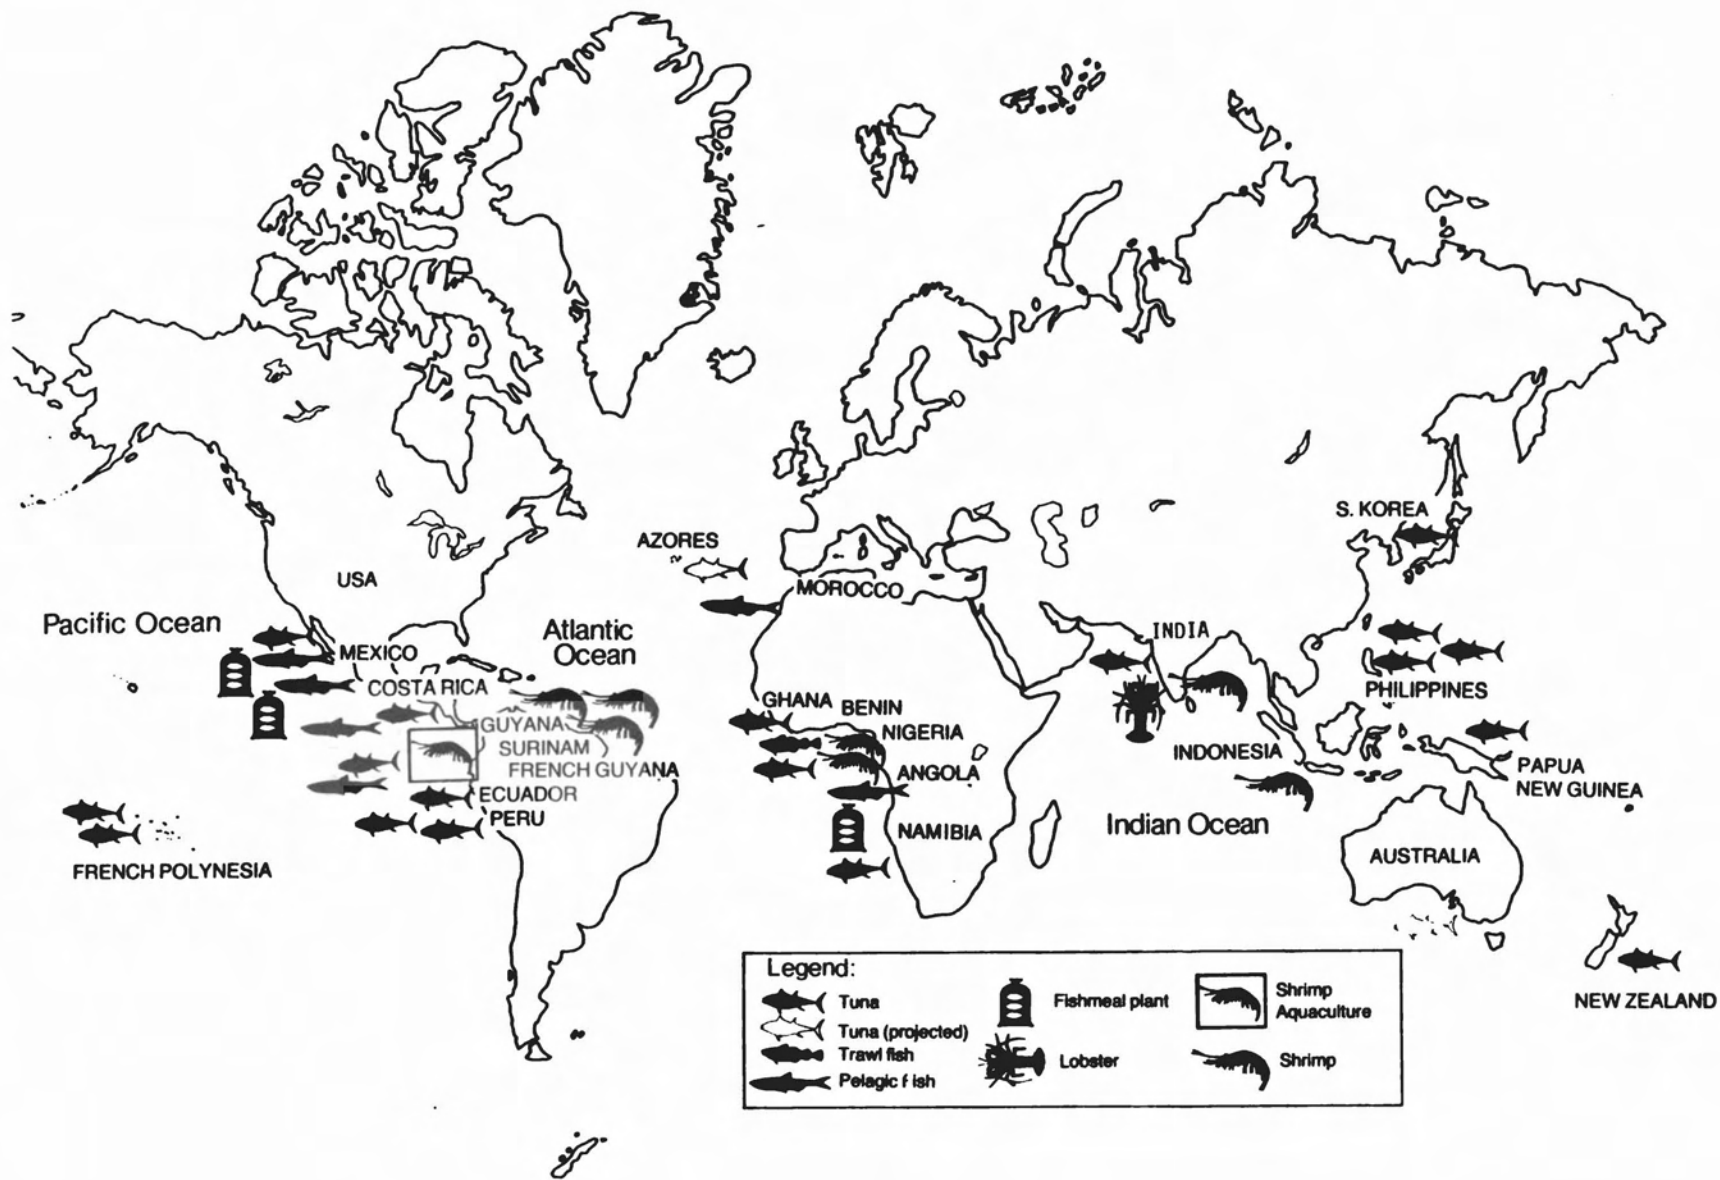 S. KOREA
AZORES
USA
MOROCCO
Pacific Ocean
Atlantic
Ocean
INDIA
MEXICO
COSTA RICA
PHILIPPINES
GHANA
BENIN
GUYANA
NIGERIA
SURINAM
INDONESIA
FRENCH GUYANA
ANGOLA
PAPUA
NEW GUINEA
ECUADOR
PERU
Indian Ocean
NAMIBIA
AUSTRALIA
FRENCH POLYNESIA
NEW ZEALAND
Legend:
Tuna
Tuna (projected)
Trawl fish
Pelagic fish
Fishmeal plant
Lobster
Shrimp
Aquaculture
Shrimp